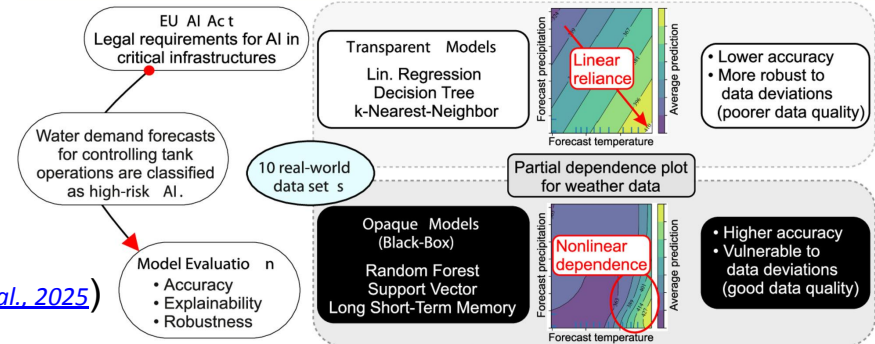 EU AI Act
Legal requirements for AI in
critical infrastructures
Water demand forecasts
for controlling tank
operations are classified
as high-risk AI.
Model Evaluatio n
• Accuracy
• Explainability
• Robustness
al., 2025)
10 real-world
data set s
Transparent Models
Lin. Regression
Decision Tree
k-Nearest-Neighbor
Forecast precipitation
Linear
reliance
Forecast temperature
Average prediction
• Lower accuracy
• More robust to
data deviations
(poorer data quality)
Partial dependence plot
for weather data
Opaque Models
(Black-Box)
Random Forest
Support Vector
Long Short-Term Memory
Forecast precipitation
Nonlinear
dependence
Forecast temperature
Average prediction
• Higher accuracy
• Vulnerable to
data deviations
(good data quality)